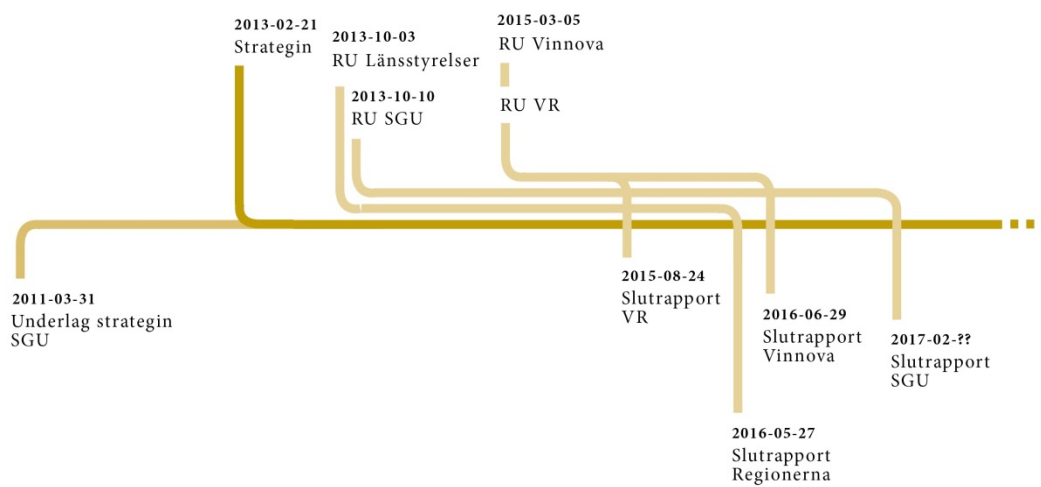 2013-02-21
Strategin
2013-10-03
RU Länsstyrelser
2013-10-10
RU SGU
2015-03-05
RU Vinnova
RU VR
2011-03-31
Underlag strategin
SGU
2015-08-24
Slutrapport
VR
2016-06-29
Slutrapport
Vinnova
2017-02-??
Slutrapport
SGU
2016-05-27
Slutrapport
Regionerna